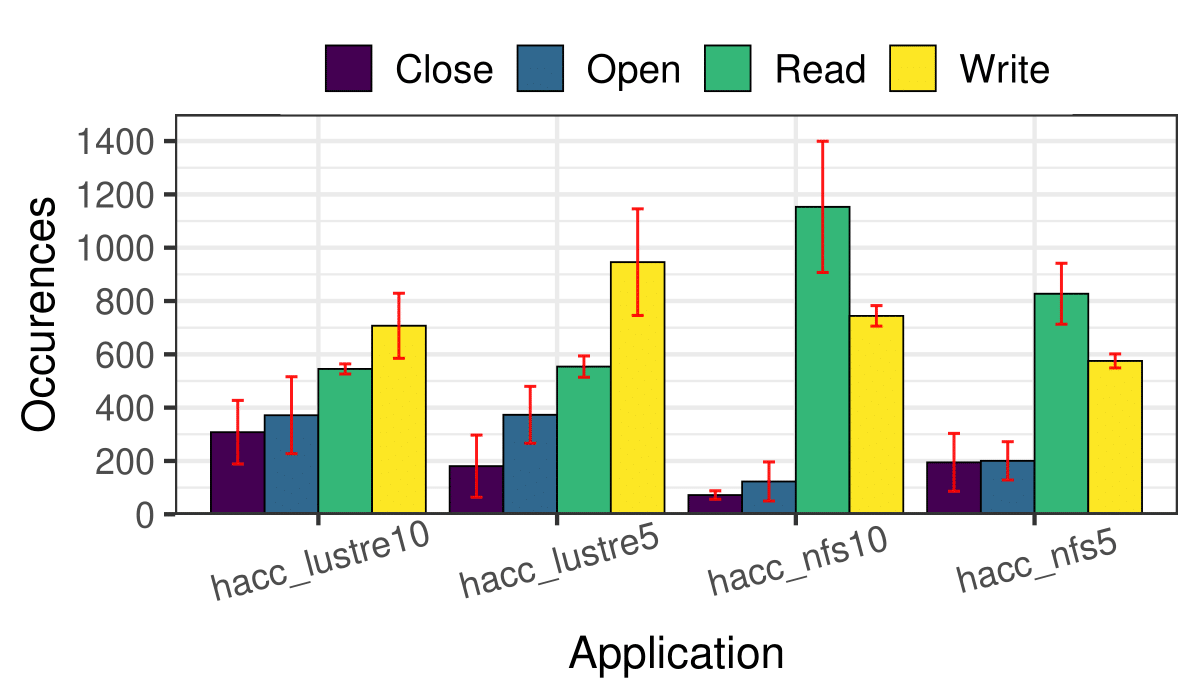 Close Open Read Write
Occurences
1400
1200
1000
800
600
400
200
0
hacc_lustre10 hacc_lustre5 hacc_nfs10 hacc_nfs5
Application